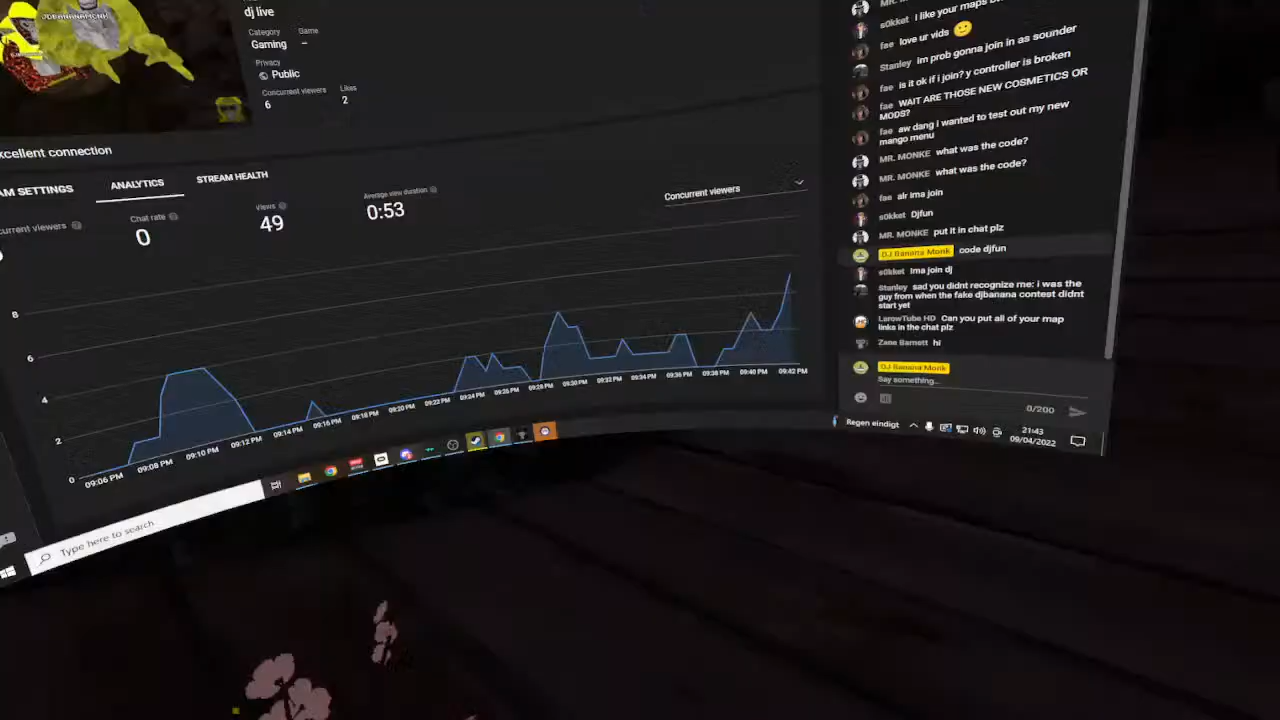 JDBANANAMONK
dj live
Category
Game
Gaming
–
Privacy
Public
Concurrent viewers
Likes
6
2
xcellent connection
AM SETTINGS
ANALYTICS
STREAM HEALTH
current viewers
Chat rate
0
Views
49
Average view duration
0:53
Concurrent viewers
8
6
4
2
0
09:06 PM
09:08 PM
09:10 PM
09:12 PM
09:14 PM
09:16 PM
09:18 PM
09:20 PM
09:22 PM
09:24 PM
09:26 PM
09:28 PM
09:30 PM
09:32 PM
09:34 PM
09:36 PM
09:38 PM
09:40 PM
09:42 PM
s0kket I like your maps
fae love ur vids
Stanley im prob gonna join in as sounder
fae is it ok if i join? y controller is broken
fae WAIT ARE THOSE NEW COSMETICS OR
MODS?
fae aw dang i wanted to test out my new
mango menu
MR. MONKE what was the code?
MR. MONKE what was the code?
fae alr ima join
s0kket Djfun
MR. MONKE put it in chat plz
DJ Banana Monk code djfun
s0kket Ima join dj
Stanley sad you didnt recognize me: i was the
guy from when the fake djbanana contest didnt
start yet
LarowTube HD Can you put all of your map
links in the chat plz
Zane Barnett hi
DJ Banana Monk
Say something...
0/200
Type here to search
Regen eindigt
21:43
09/04/2022